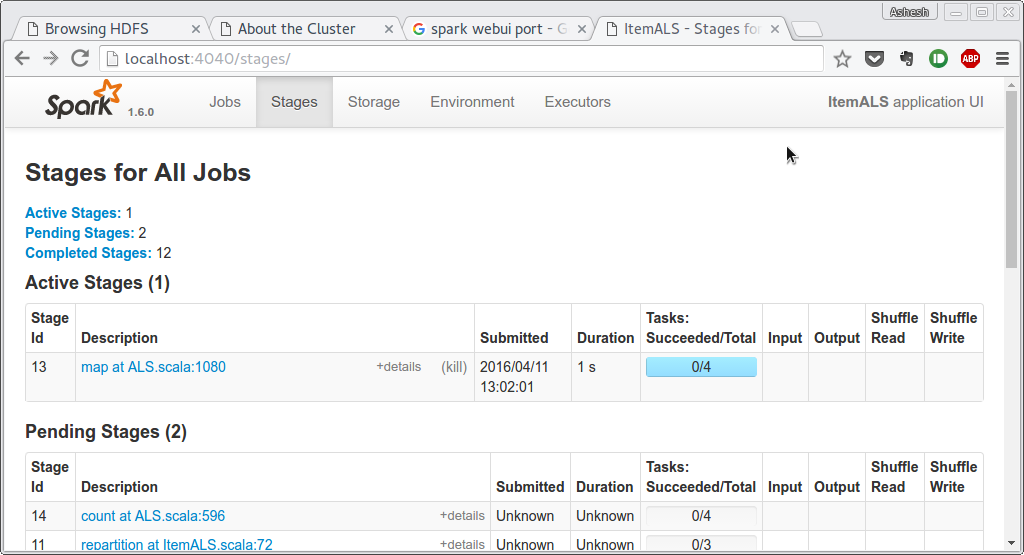 Ashesh
Browsing HDFS
About the Cluster
spark webui port - G
ItemALS - Stages for
localhost:4040/stages/
ABP
Spark 1.6.0
Jobs Stages Storage Environment Executors ItemALS application UI
Stages for All Jobs
Active Stages: 1
Pending Stages: 2
Completed Stages: 12
Active Stages (1)
Stage Id Description Submitted Duration Tasks: Succeeded/Total Input Output Shuffle Read Shuffle Write
13 map at ALS.scala:1080 +details (kill) 2016/04/11 13:02:01 1 s 0/4
Pending Stages (2)
Stage Id Description Submitted Duration Tasks: Succeeded/Total Input Output Shuffle Read Shuffle Write
14 count at ALS.scala:596 +details Unknown Unknown 0/4
11 repartition at ItemALS.scala:72 +details Unknown Unknown 0/3